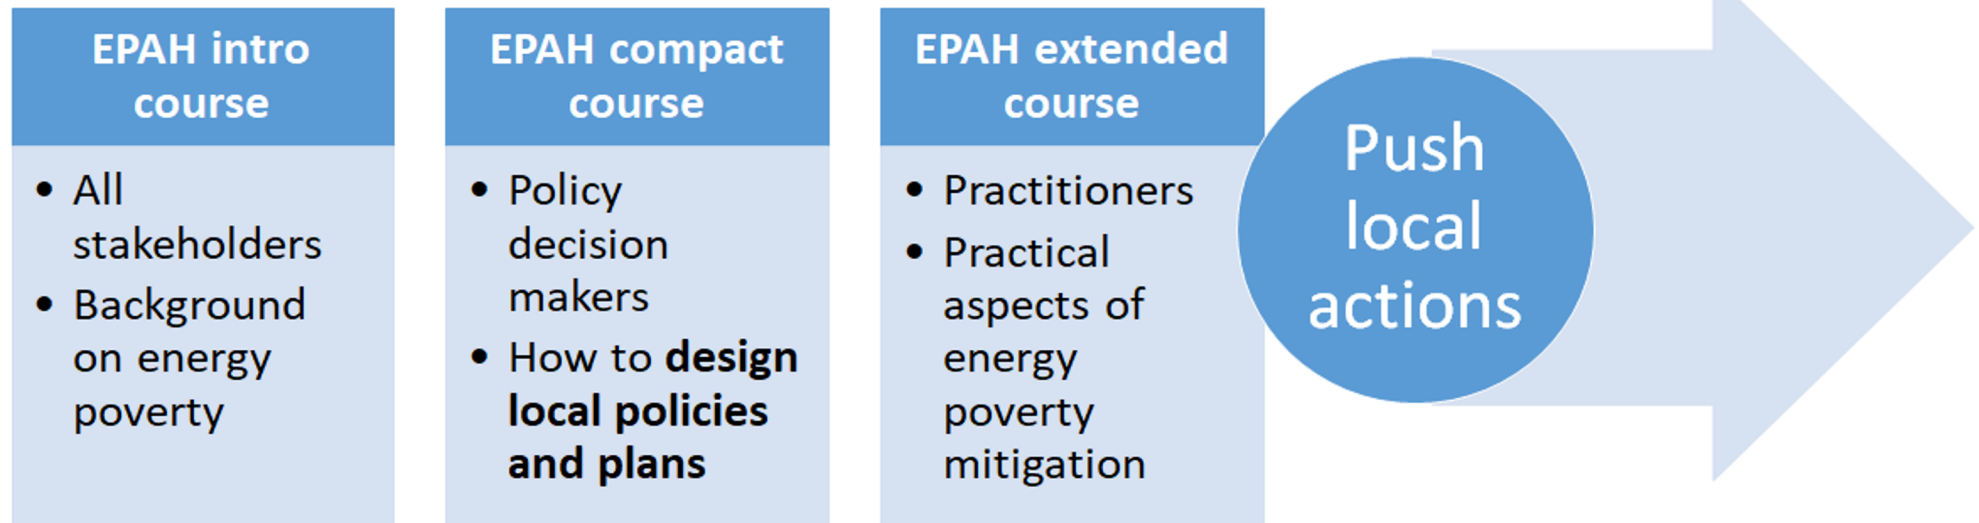 EPAH intro
course
• All
stakeholders
• Background
on energy
poverty
EPAH compact
course
• Policy
decision
makers
• How to design
local policies
and plans
EPAH extended
course
• Practitioners
• Practical
aspects of
energy
poverty
mitigation
Push
local
actions